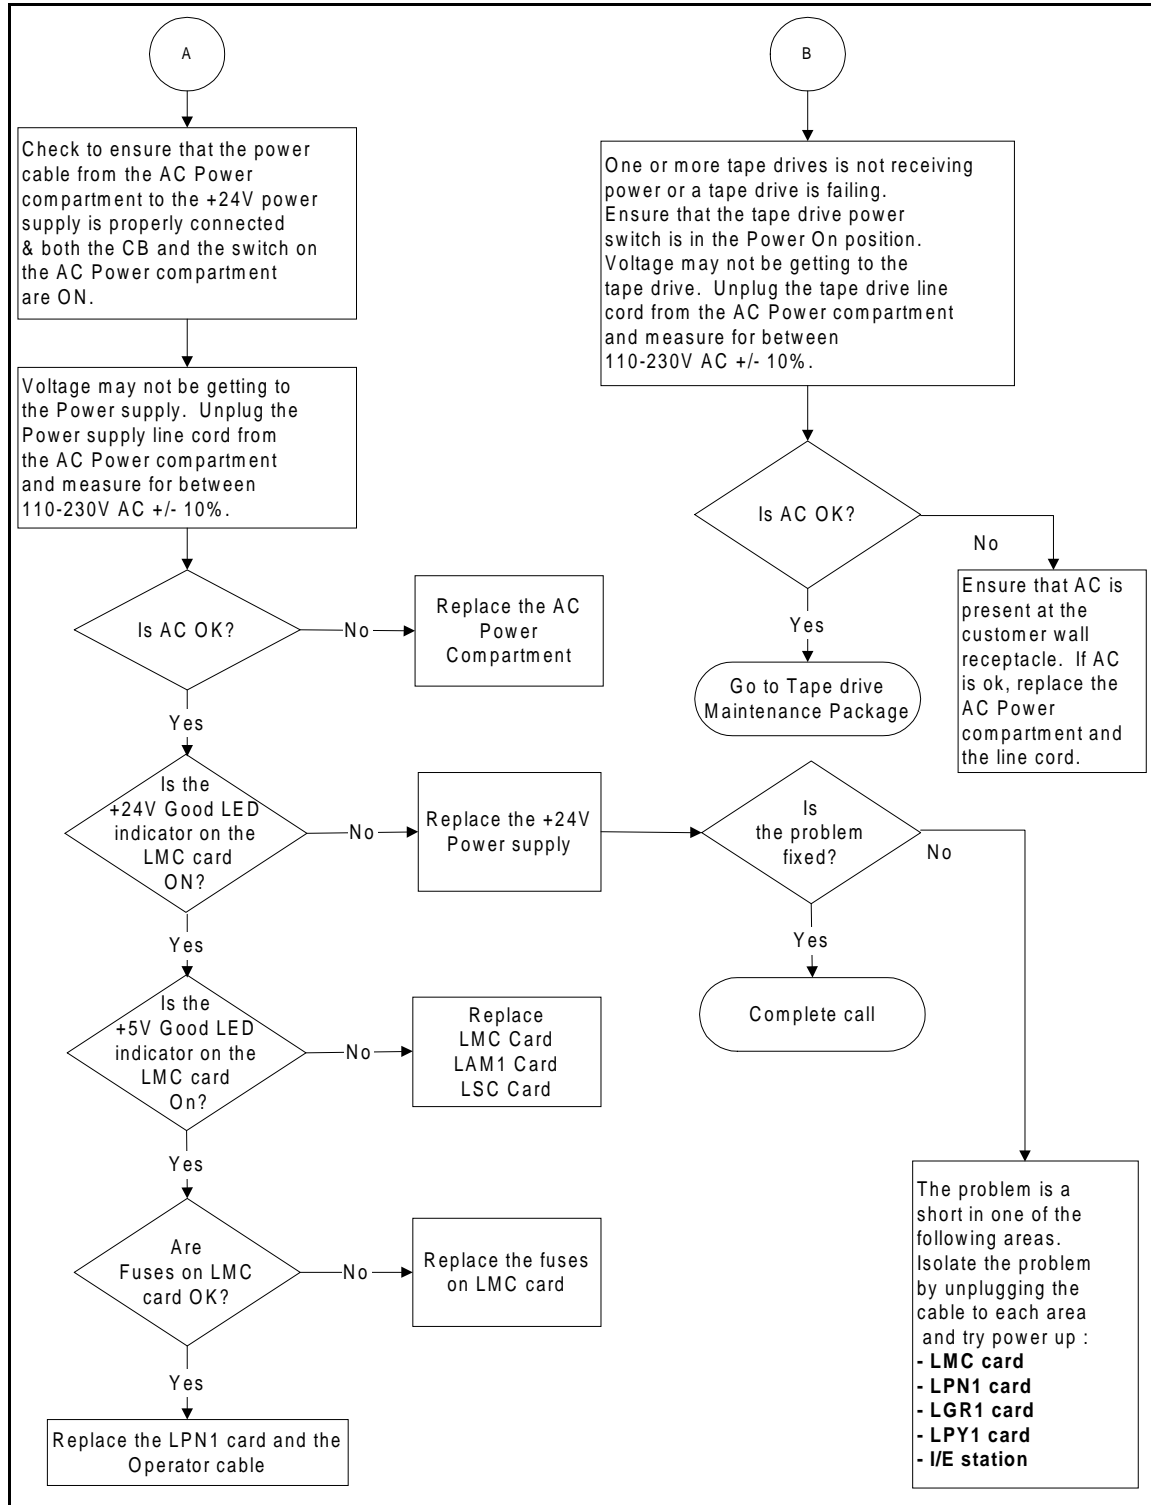 A
Check to ensure that the power
cable from the AC Power
compartment to the +24V power
supply is properly connected
& both the CB and the switch on
the AC Power compartment
are ON.
Voltage may not be getting to
the Power supply. Unplug the
Power supply line cord from
the AC Power compartment
and measure for between
110-230V AC +/- 10%.
Is AC OK?
No
Replace the AC
Power
Compartment
Yes
Is the
+24V Good LED
indicator on the
LMC card
ON?
No
Replace the +24V
Power supply
Yes
Is the
+5V Good LED
indicator on the
LMC card
On?
No
Replace
LMC Card
LAM1 Card
LSC Card
Yes
Are
Fuses on LMC
card OK?
No
Replace the fuses
on LMC card
Yes
Replace the LPN1 card and the
Operator cable
B
One or more tape drives is not receiving
power or a tape drive is failing.
Ensure that the tape drive power
switch is in the Power On position.
Voltage may not be getting to the
tape drive. Unplug the tape drive line
cord from the AC Power compartment
and measure for between
110-230V AC +/- 10%.
Is AC OK?
No
Ensure that AC is
present at the
customer wall
receptacle. If AC
is ok, replace the
AC Power
compartment and
the line cord.
Yes
Go to Tape drive
Maintenance Package
Is
the problem
fixed?
No
Yes
Complete call
The problem is a
short in one of the
following areas.
Isolate the problem
by unplugging the
cable to each area
and try power up :
- LMC card
- LPN1 card
- LGR1 card
- LPY1 card
- I/E station